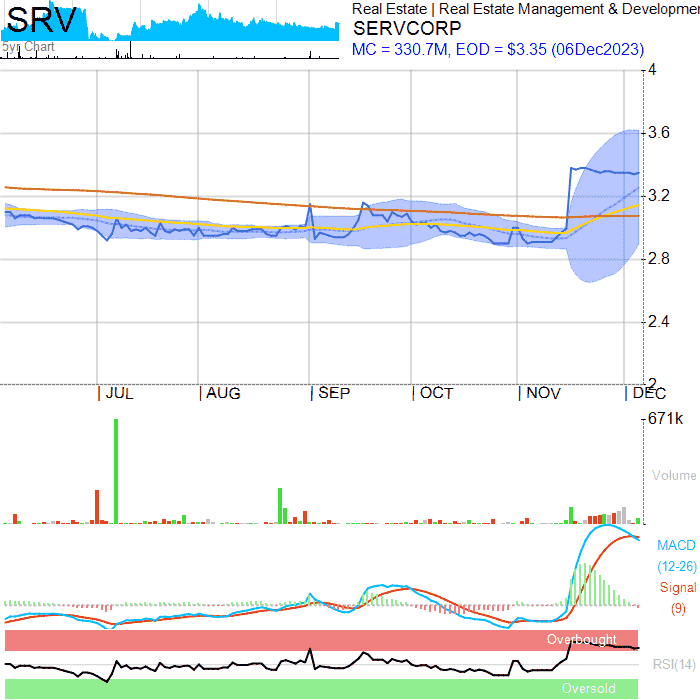 SRV
5yr Chart
Real Estate | Real Estate Management & Developmen
SERVCORP
MC = 330.7M, EOD = $3.35 (06Dec2023)
4
3.6
3.2
2.8
2.4
2
JUL AUG SEP OCT NOV DEC
671k
Volume
MACD
(12-26)
Signal
(9)
Overbought
RSI(14)
Oversold